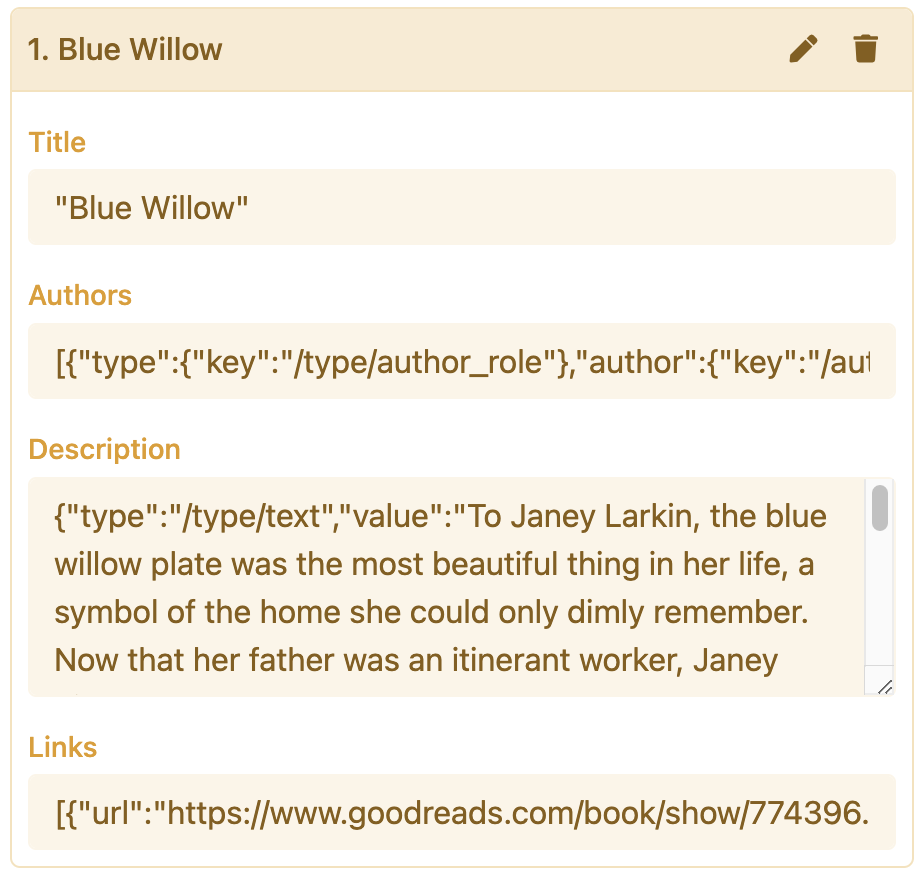 1. Blue Willow
Title
"Blue Willow"
Authors
[{"type":{"key":"/type/author_role"},"author":{"key":"/aut
Description
{"type":"/type/text","value":"To Janey Larkin, the blue
willow plate was the most beautiful thing in her life, a
symbol of the home she could only dimly remember.
Now that her father was an itinerant worker, Janey
Links
[{"url":"https://www.goodreads.com/book/show/774396.